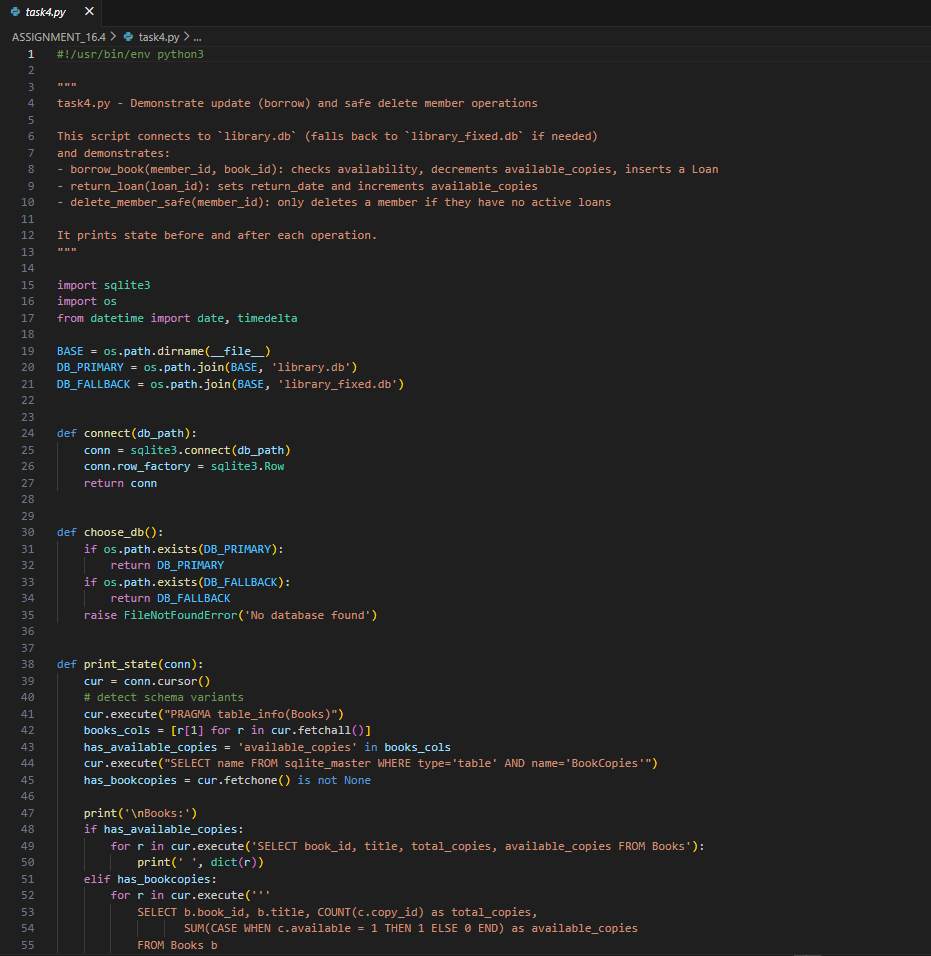 task4.py ×
ASSIGNMENT_16.4 > task4.py > ...
1 #!/usr/bin/env python3
2
3 """
4 task4.py - Demonstrate update (borrow) and safe delete member operations
5
6 This script connects to `library.db` (falls back to `library_fixed.db` if needed)
7 and demonstrates:
8 - borrow_book(member_id, book_id): checks availability, decrements available_copies, inserts a Loan
9 - return_loan(loan_id): sets return_date and increments available_copies
10 - delete_member_safe(member_id): only deletes a member if they have no active loans
11
12 It prints state before and after each operation.
13 """
14
15 import sqlite3
16 import os
17 from datetime import date, timedelta
18
19 BASE = os.path.dirname(__file__)
20 DB_PRIMARY = os.path.join(BASE, 'library.db')
21 DB_FALLBACK = os.path.join(BASE, 'library_fixed.db')
22
23
24 def connect(db_path):
25     conn = sqlite3.connect(db_path)
26     conn.row_factory = sqlite3.Row
27     return conn
28
29
30 def choose_db():
31     if os.path.exists(DB_PRIMARY):
32         return DB_PRIMARY
33     if os.path.exists(DB_FALLBACK):
34         return DB_FALLBACK
35     raise FileNotFoundError('No database found')
36
37
38 def print_state(conn):
39     cur = conn.cursor()
40     # detect schema variants
41     cur.execute("PRAGMA table_info(Books)")
42     books_cols = [r[1] for r in cur.fetchall()]
43     has_available_copies = 'available_copies' in books_cols
44     cur.execute("SELECT name FROM sqlite_master WHERE type='table' AND name='BookCopies'")
45     has_bookcopies = cur.fetchone() is not None
46
47     print('\nBooks:')
48     if has_available_copies:
49         for r in cur.execute('SELECT book_id, title, total_copies, available_copies FROM Books'):
50             print(' ', dict(r))
51     elif has_bookcopies:
52         for r in cur.execute('''
53             SELECT b.book_id, b.title, COUNT(c.copy_id) as total_copies,
54                    SUM(CASE WHEN c.available = 1 THEN 1 ELSE 0 END) as available_copies
55             FROM Books b